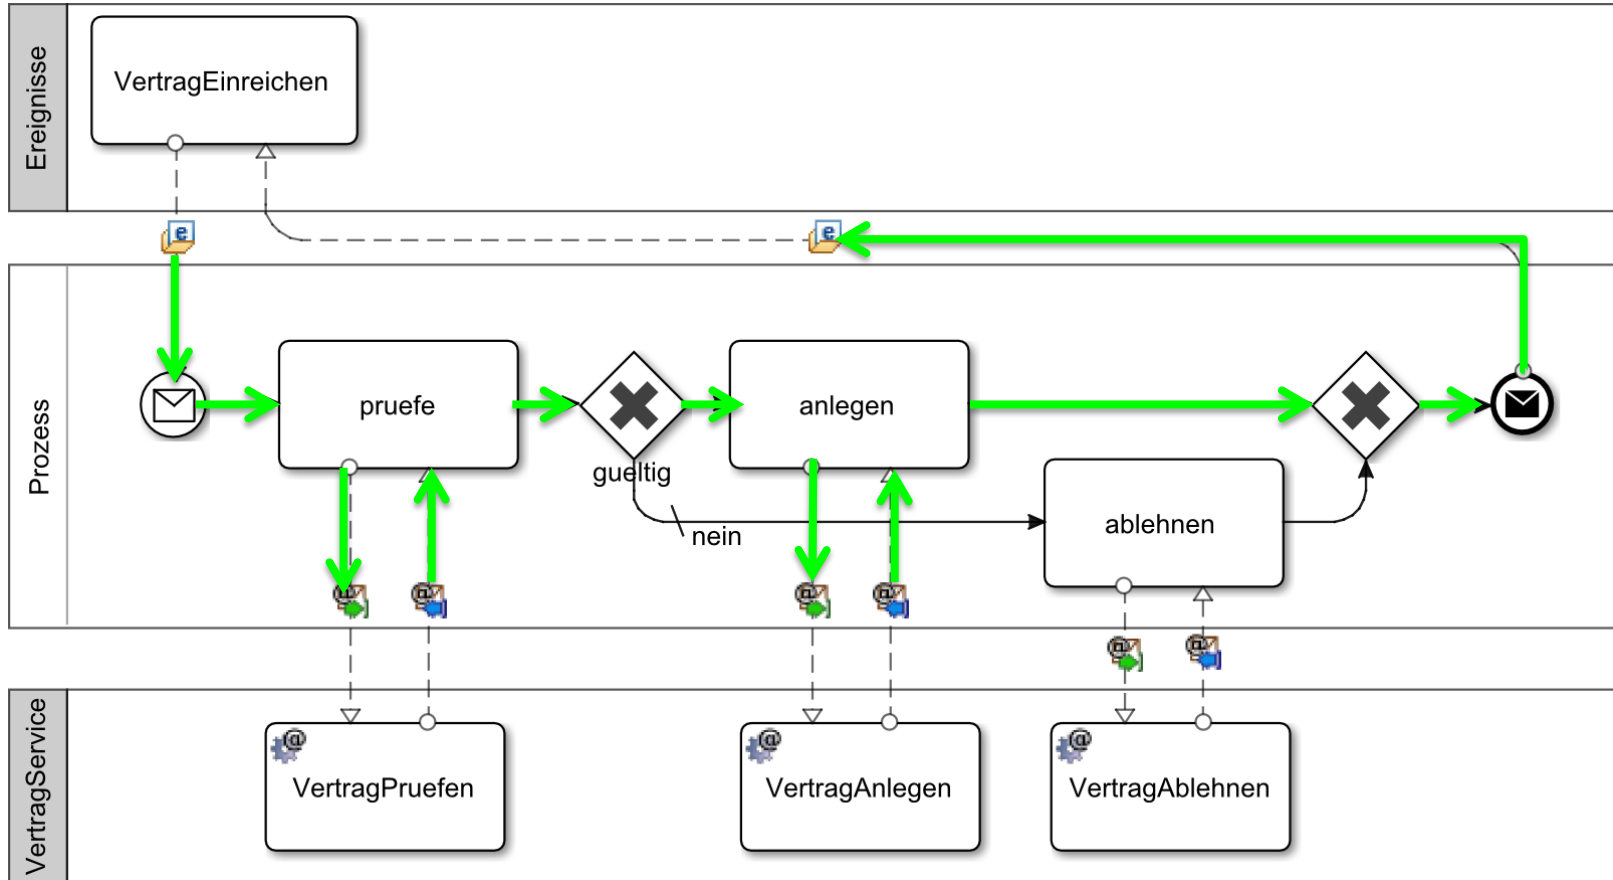 Ereignisse
VertragEinreichen
Prozess
pruefe
gueltig
nein
anlegen
ablehnen
VertragService
VertragPruefen
VertragAnlegen
VertragAblehnen